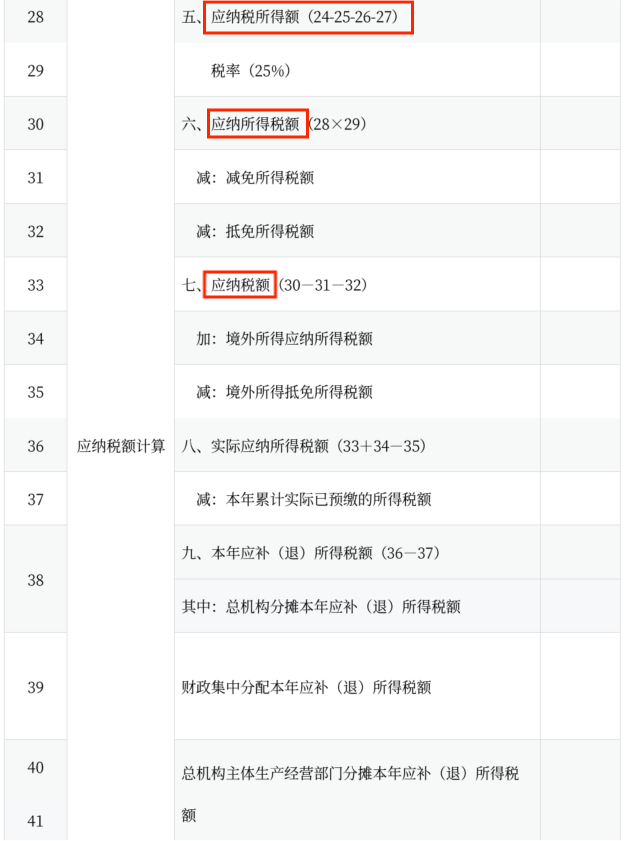 28 五、应纳税所得额（24-25-26-27）
29 税率（25%）
30 六、应纳所得税额（28×29）
31 减：减免所得税额
32 减：抵免所得税额
33 七、应纳税额（30－31－32）
34 加：境外所得应纳所得税额
35 减：境外所得抵免所得税额
36 应纳税额计算 八、实际应纳所得税额（33＋34－35）
37 减：本年累计实际已预缴的所得税额
38 九、本年应补（退）所得税额（36－37）
其中：总机构分摊本年应补（退）所得税额
39 财政集中分配本年应补（退）所得税额
40 总机构主体生产经营部门分摊本年应补（退）所得税
41 额